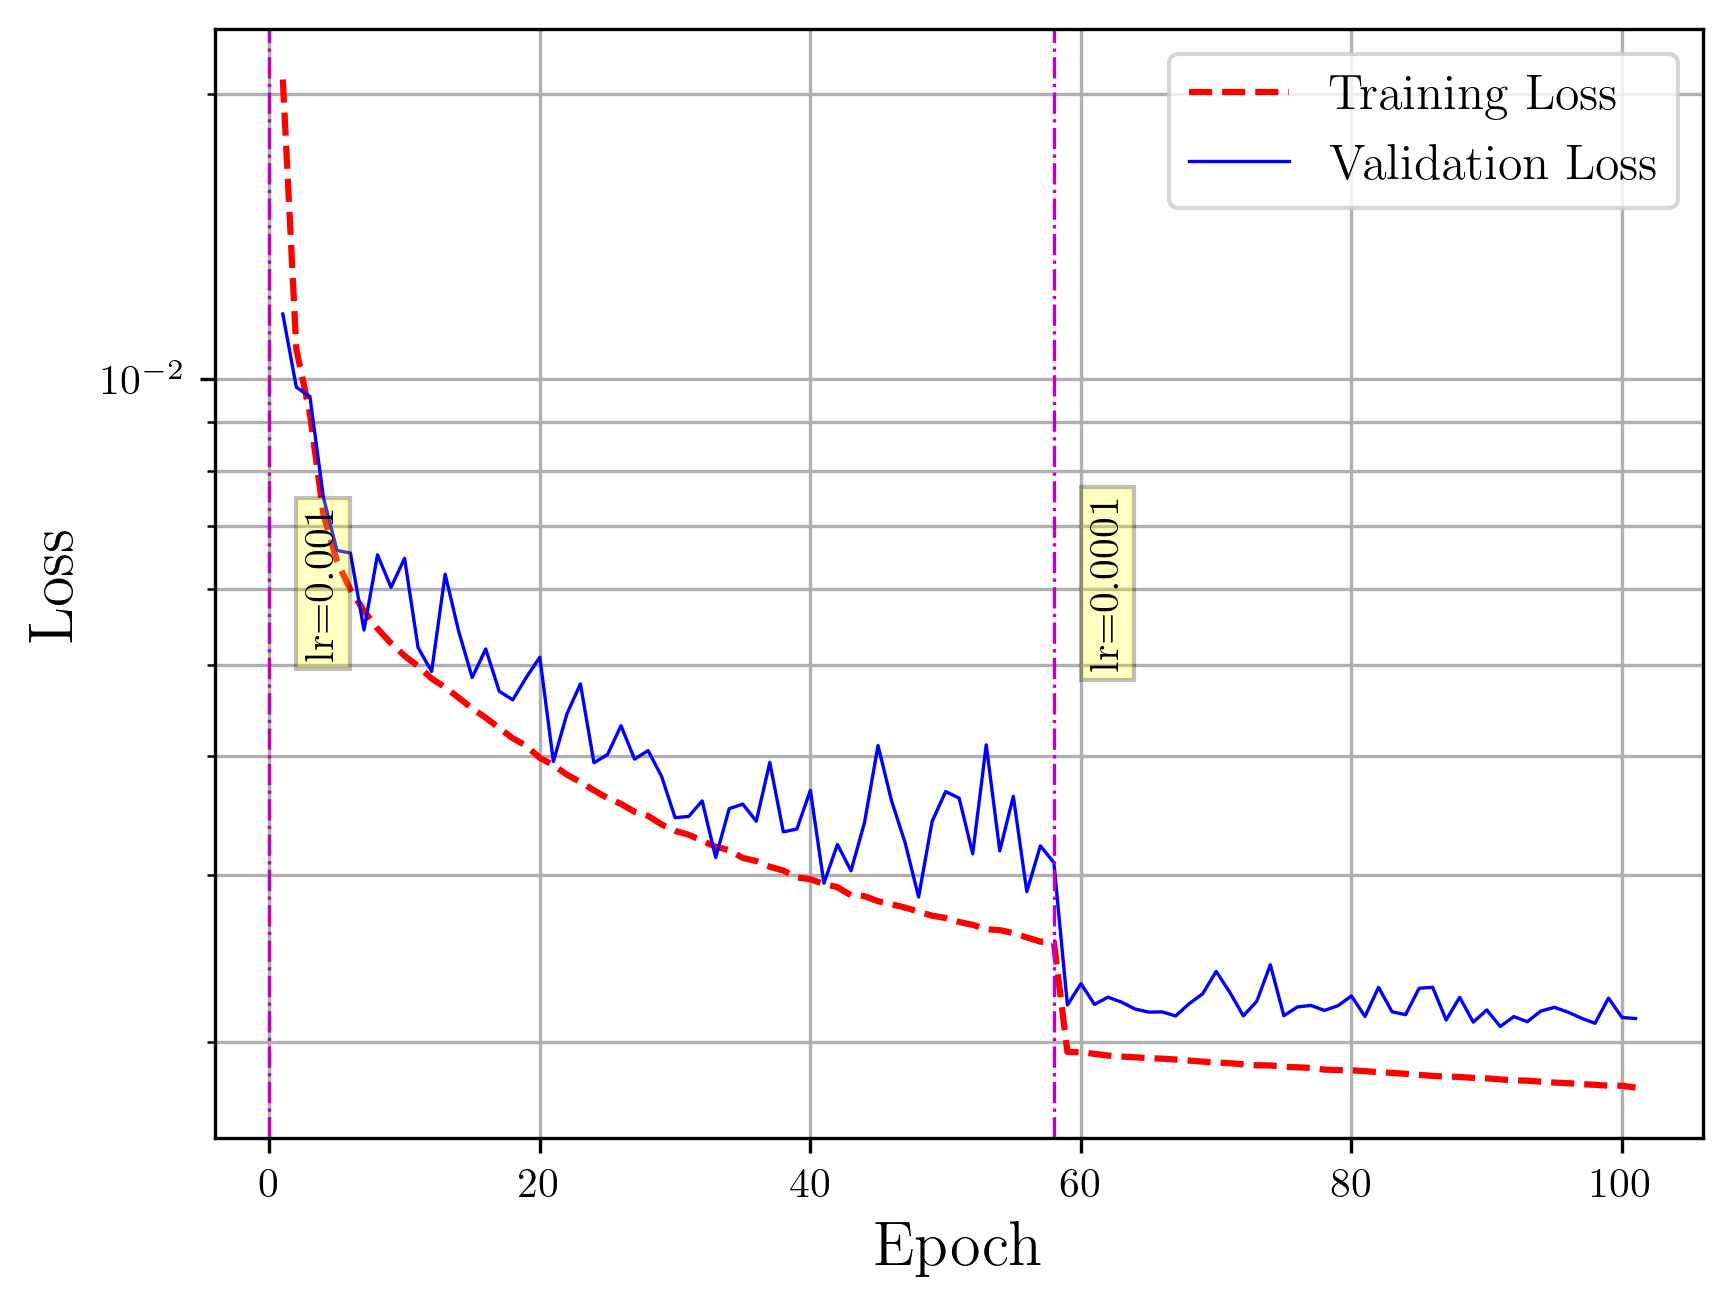 Training Loss
Validation Loss
10⁻²
Loss
lr=0.001
lr=0.0001
0 20 40 60 80 100
Epoch